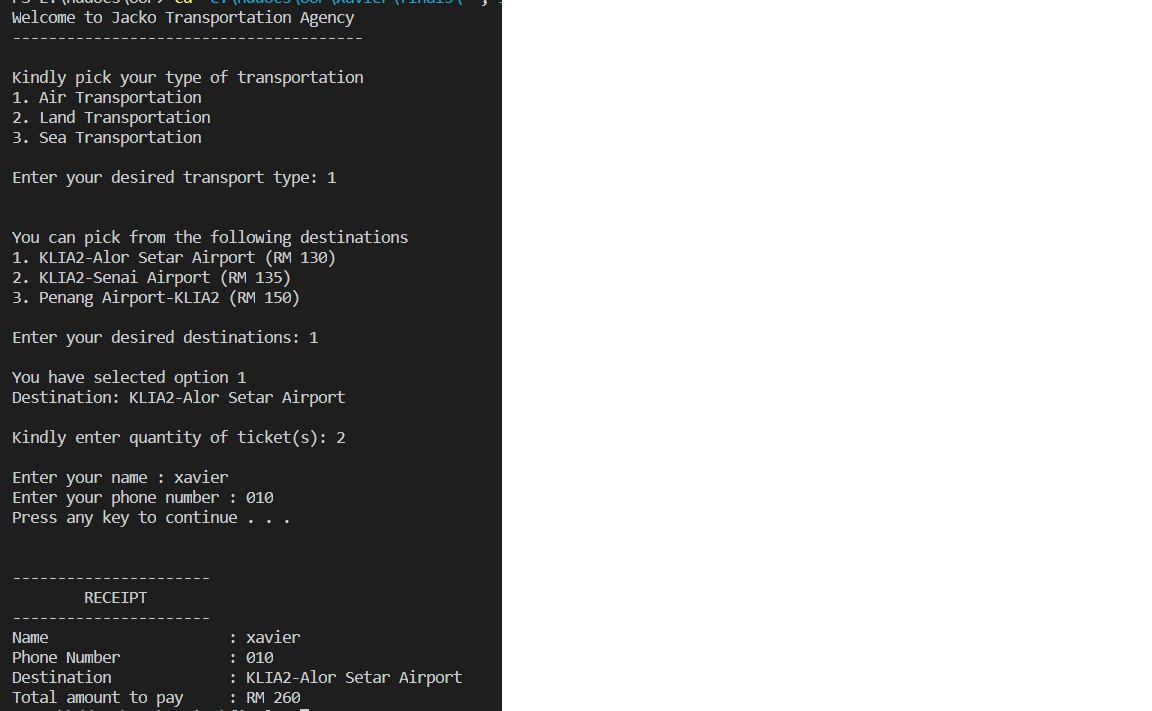 Welcome to Jacko Transportation Agency
---------------------------------------
Kindly pick your type of transportation
1. Air Transportation
2. Land Transportation
3. Sea Transportation
Enter your desired transport type: 1
You can pick from the following destinations
1. KLIA2-Alor Setar Airport (RM 130)
2. KLIA2-Senai Airport (RM 135)
3. Penang Airport-KLIA2 (RM 150)
Enter your desired destinations: 1
You have selected option 1
Destination: KLIA2-Alor Setar Airport
Kindly enter quantity of ticket(s): 2
Enter your name : xavier
Enter your phone number : 010
Press any key to continue . . .
----------------------
RECEIPT
----------------------
Name : xavier
Phone Number : 010
Destination : KLIA2-Alor Setar Airport
Total amount to pay : RM 260